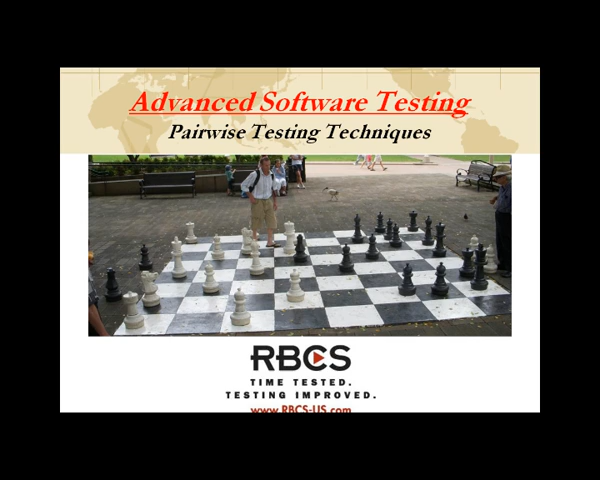 Advanced Software Testing
Pairwise Testing Techniques
RBCS
TIME TESTED.
TESTING IMPROVED.
www.RBCS-US.com